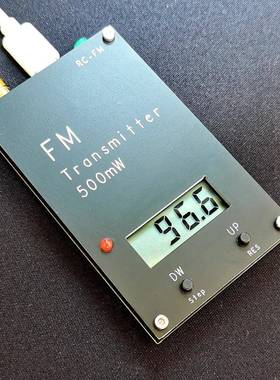 RC-FM
FM
Transmitter
500mW
96.6
DW
UP
Step
RES